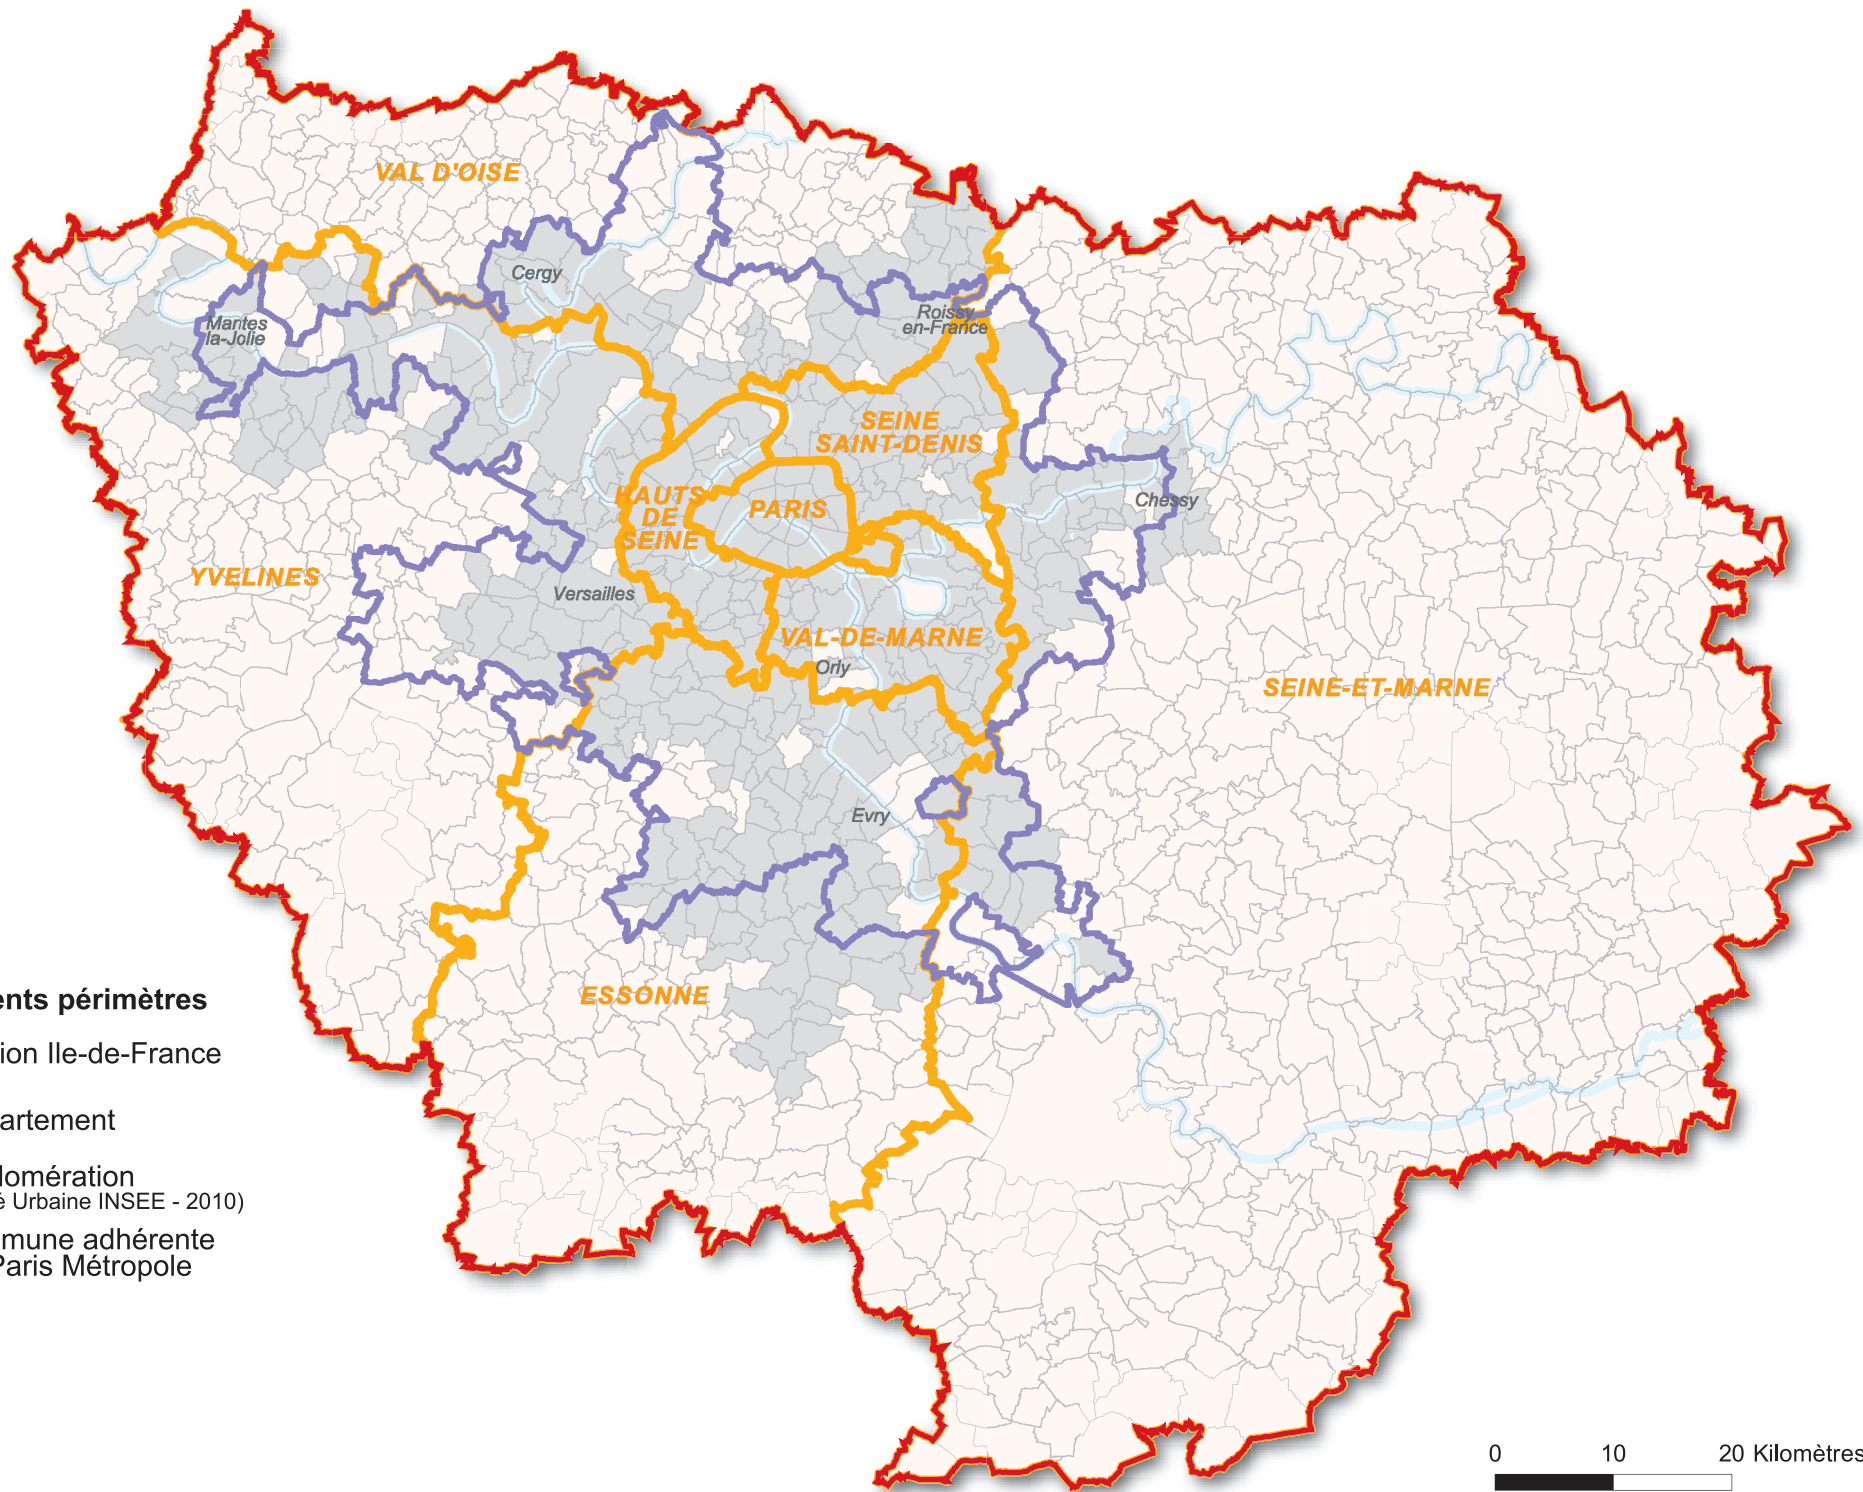 VAL D'OISE
Cergy
Mantes
la-Jolie
Roissy
en-France
SEINE
SAINT-DENIS
HAUTS
DE
SEINE
PARIS
Chessy
YVELINES
Versailles
VAL-DE-MARNE
Orly
SEINE-ET-MARNE
Evry
ESSONNE
ents périmètres
ion Ile-de-France
artement
lomération
é Urbaine INSEE - 2010)
mune adhérente
Paris Métropole
0 10 20 Kilomètres